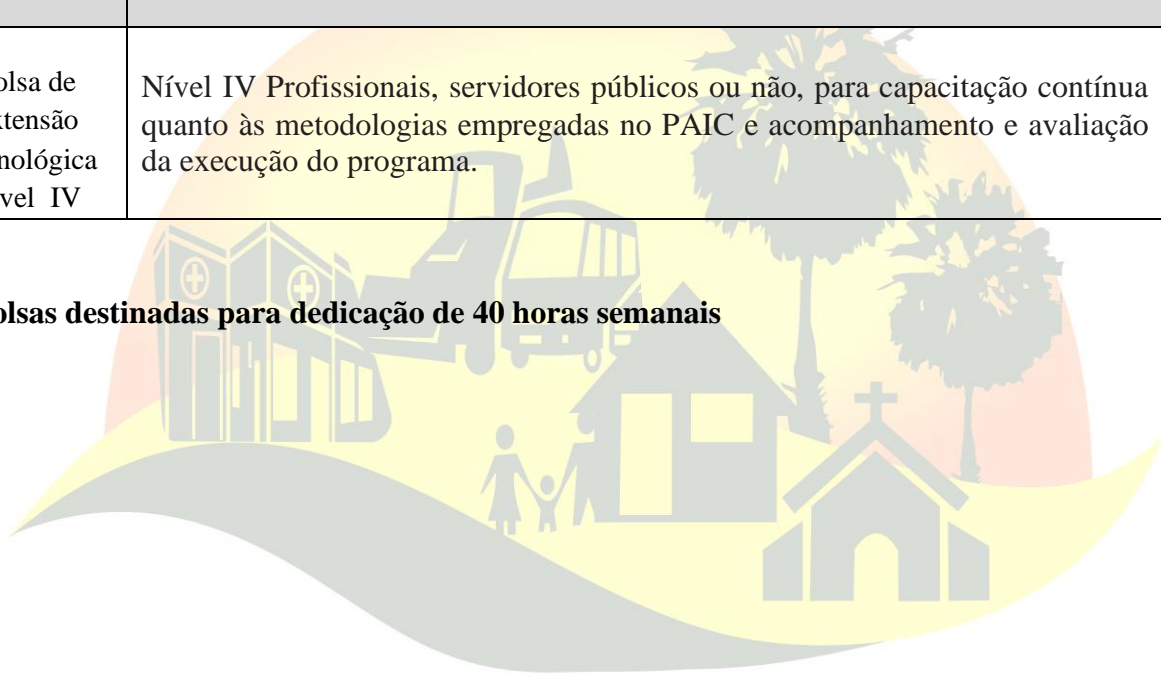 olsa de
xtensão
nológica
vel IV
Nível IV Profissionais, servidores públicos ou não, para capacitação contínua
quanto às metodologias empregadas no PAIC e acompanhamento e avaliação
da execução do programa.
olsas destinadas para dedicação de 40 horas semanais